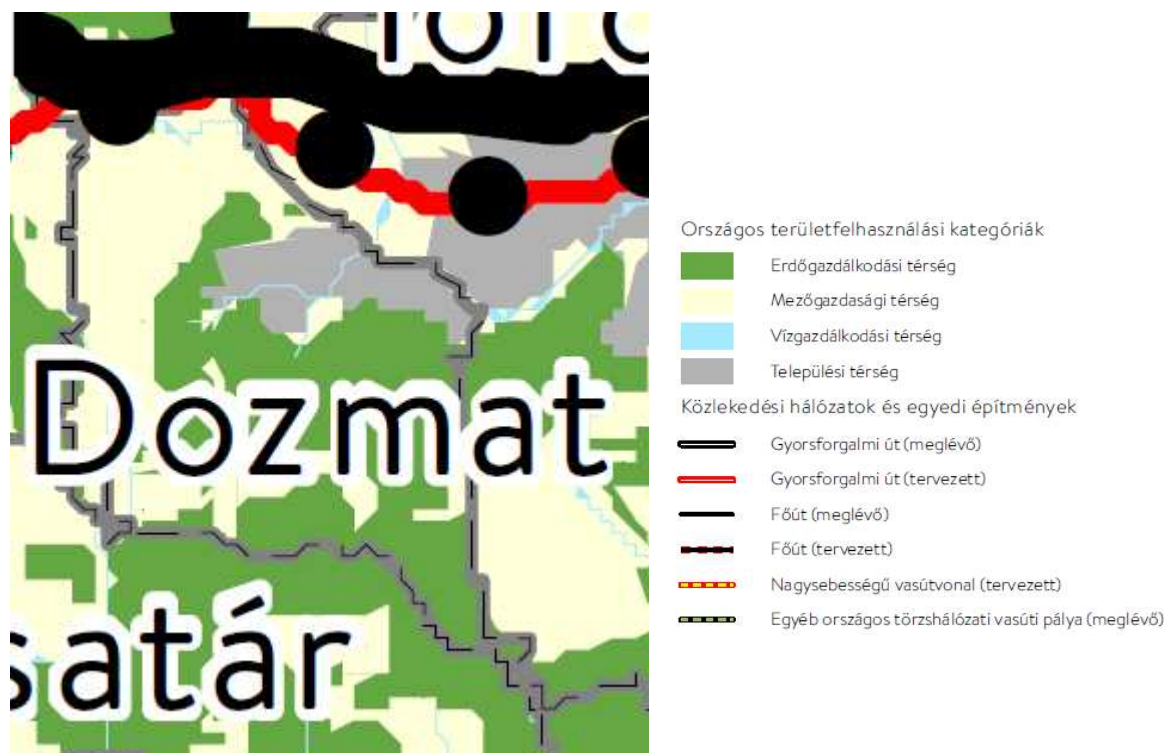 Dozmat
satár
Országos területfelhasználási kategóriák
Erdőgazdálkodási térség
Mezőgazdasági térség
Vízgazdálkodási térség
Települési térség
Közlekedési hálózatok és egyedi építmények
Gyorsforgalmi út (meglévő)
Gyorsforgalmi út (tervezett)
Főút (meglévő)
Főút (tervezett)
Nagysebességű vasútvonal (tervezett)
Egyéb országos törzshálózati vasúti pálya (meglévő)